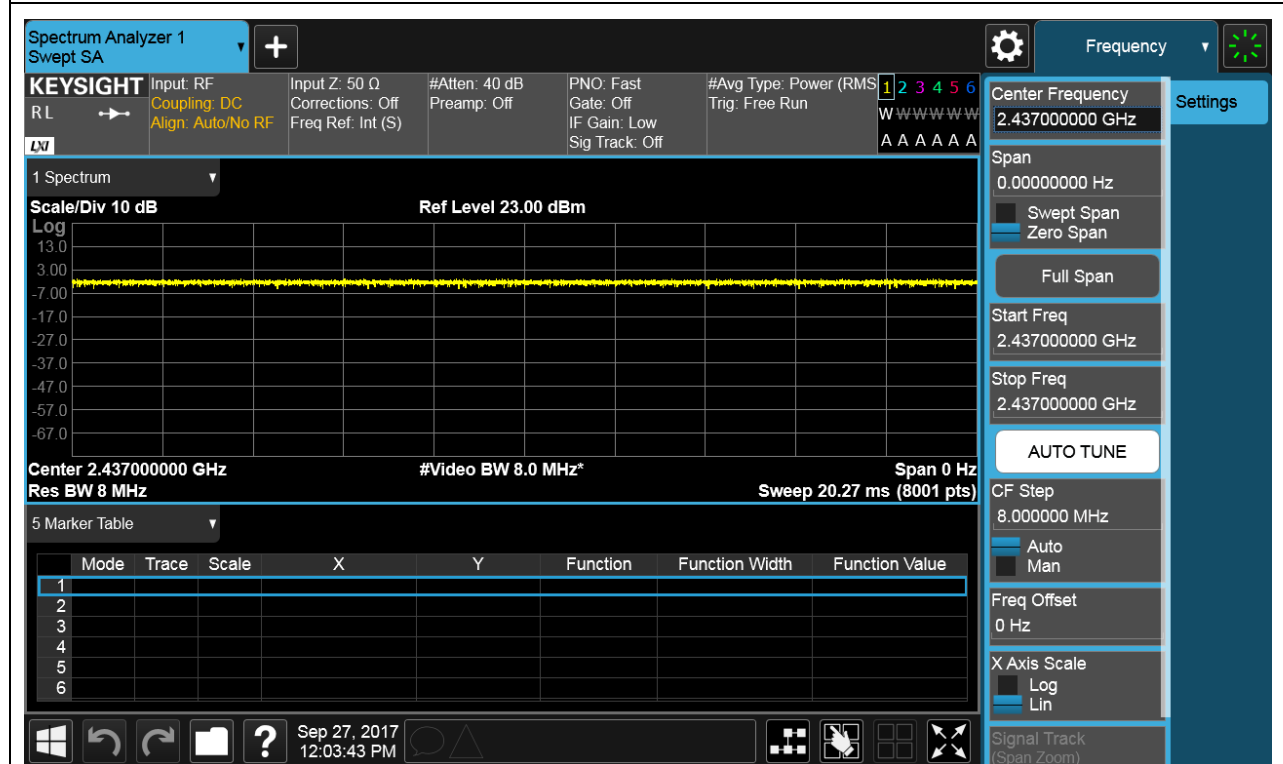 Spectrum Analyzer 1
Swept SA
Frequency
KEYSIGHT
R L
LXI
Input: RF
Coupling: DC
Align: Auto/No RF
Input Z: 50 Ω
Corrections: Off
Freq Ref: Int (S)
#Atten: 40 dB
Preamp: Off
PNO: Fast
Gate: Off
IF Gain: Low
Sig Track: Off
#Avg Type: Power (RMS
Trig: Free Run
1 2 3 4 5 6
W W W W W W
A A A A A A
1 Spectrum
Scale/Div 10 dB
Ref Level 23.00 dBm
Log
13.0
3.00
-7.00
-17.0
-27.0
-37.0
-47.0
-57.0
-67.0
Center 2.437000000 GHz
#Video BW 8.0 MHz*
Span 0 Hz
Res BW 8 MHz
Sweep 20.27 ms (8001 pts)
5 Marker Table
Mode Trace Scale X Y Function Function Width Function Value
1
2
3
4
5
6
Sep 27, 2017
12:03:43 PM
?
Center Frequency
2.437000000 GHz
Settings
Span
0.00000000 Hz
Swept Span
Zero Span
Full Span
Start Freq
2.437000000 GHz
Stop Freq
2.437000000 GHz
AUTO TUNE
CF Step
8.000000 MHz
Auto
Man
Freq Offset
0 Hz
X Axis Scale
Log
Lin
Signal Track
(Span Zoom)